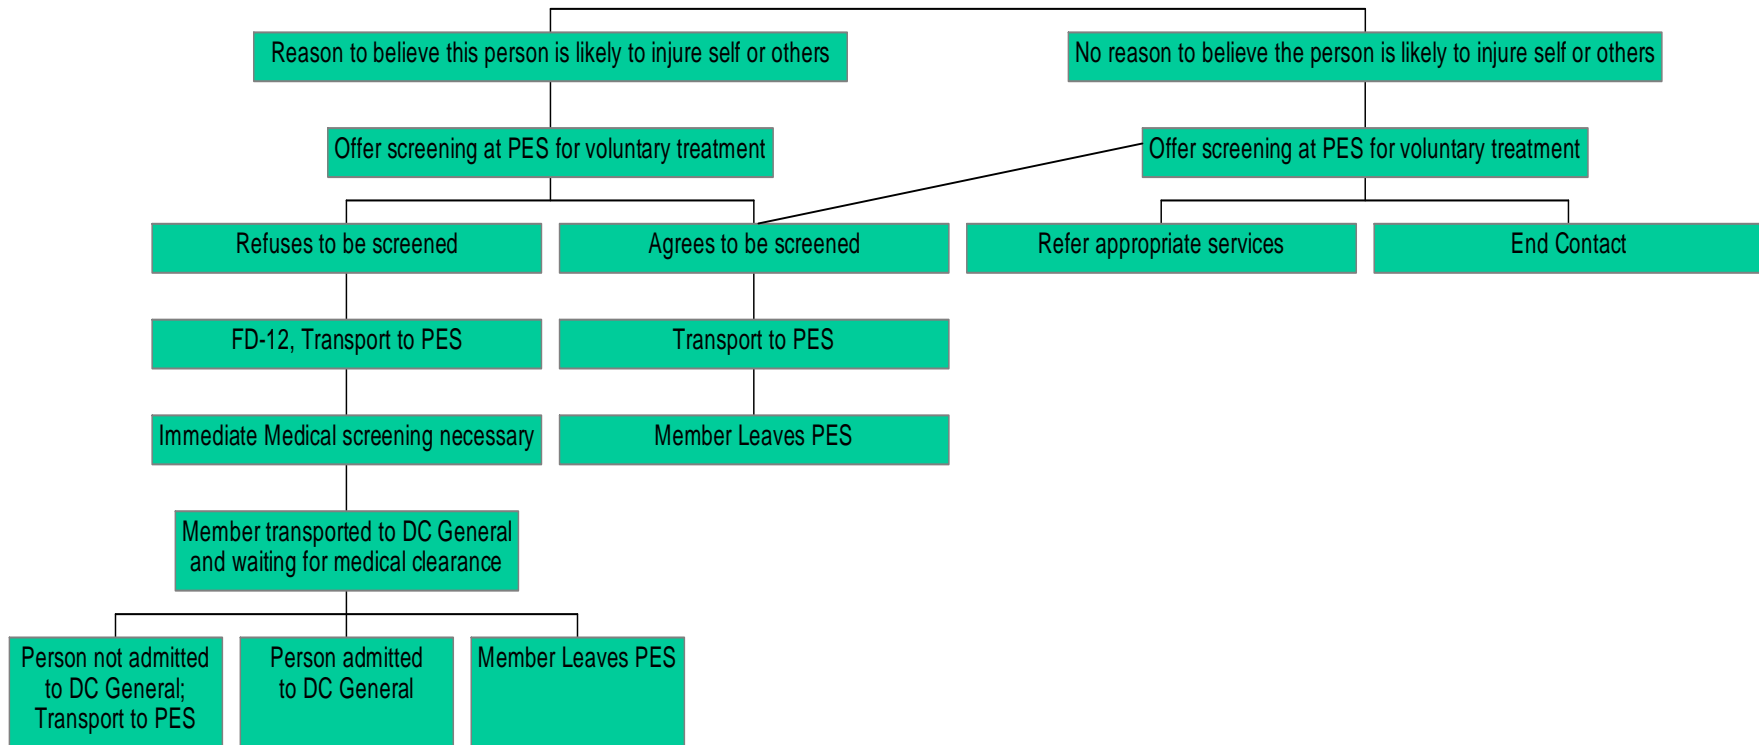 Reason to believe this person is likely to injure self or others
No reason to believe the person is likely to injure self or others
Offer screening at PES for voluntary treatment
Offer screening at PES for voluntary treatment
Refuses to be screened
Agrees to be screened
Refer appropriate services
End Contact
FD-12, Transport to PES
Transport to PES
Immediate Medical screening necessary
Member Leaves PES
Member transported to DC General
and waiting for medical clearance
Person not admitted
to DC General;
Transport to PES
Person admitted
to DC General
Member Leaves PES